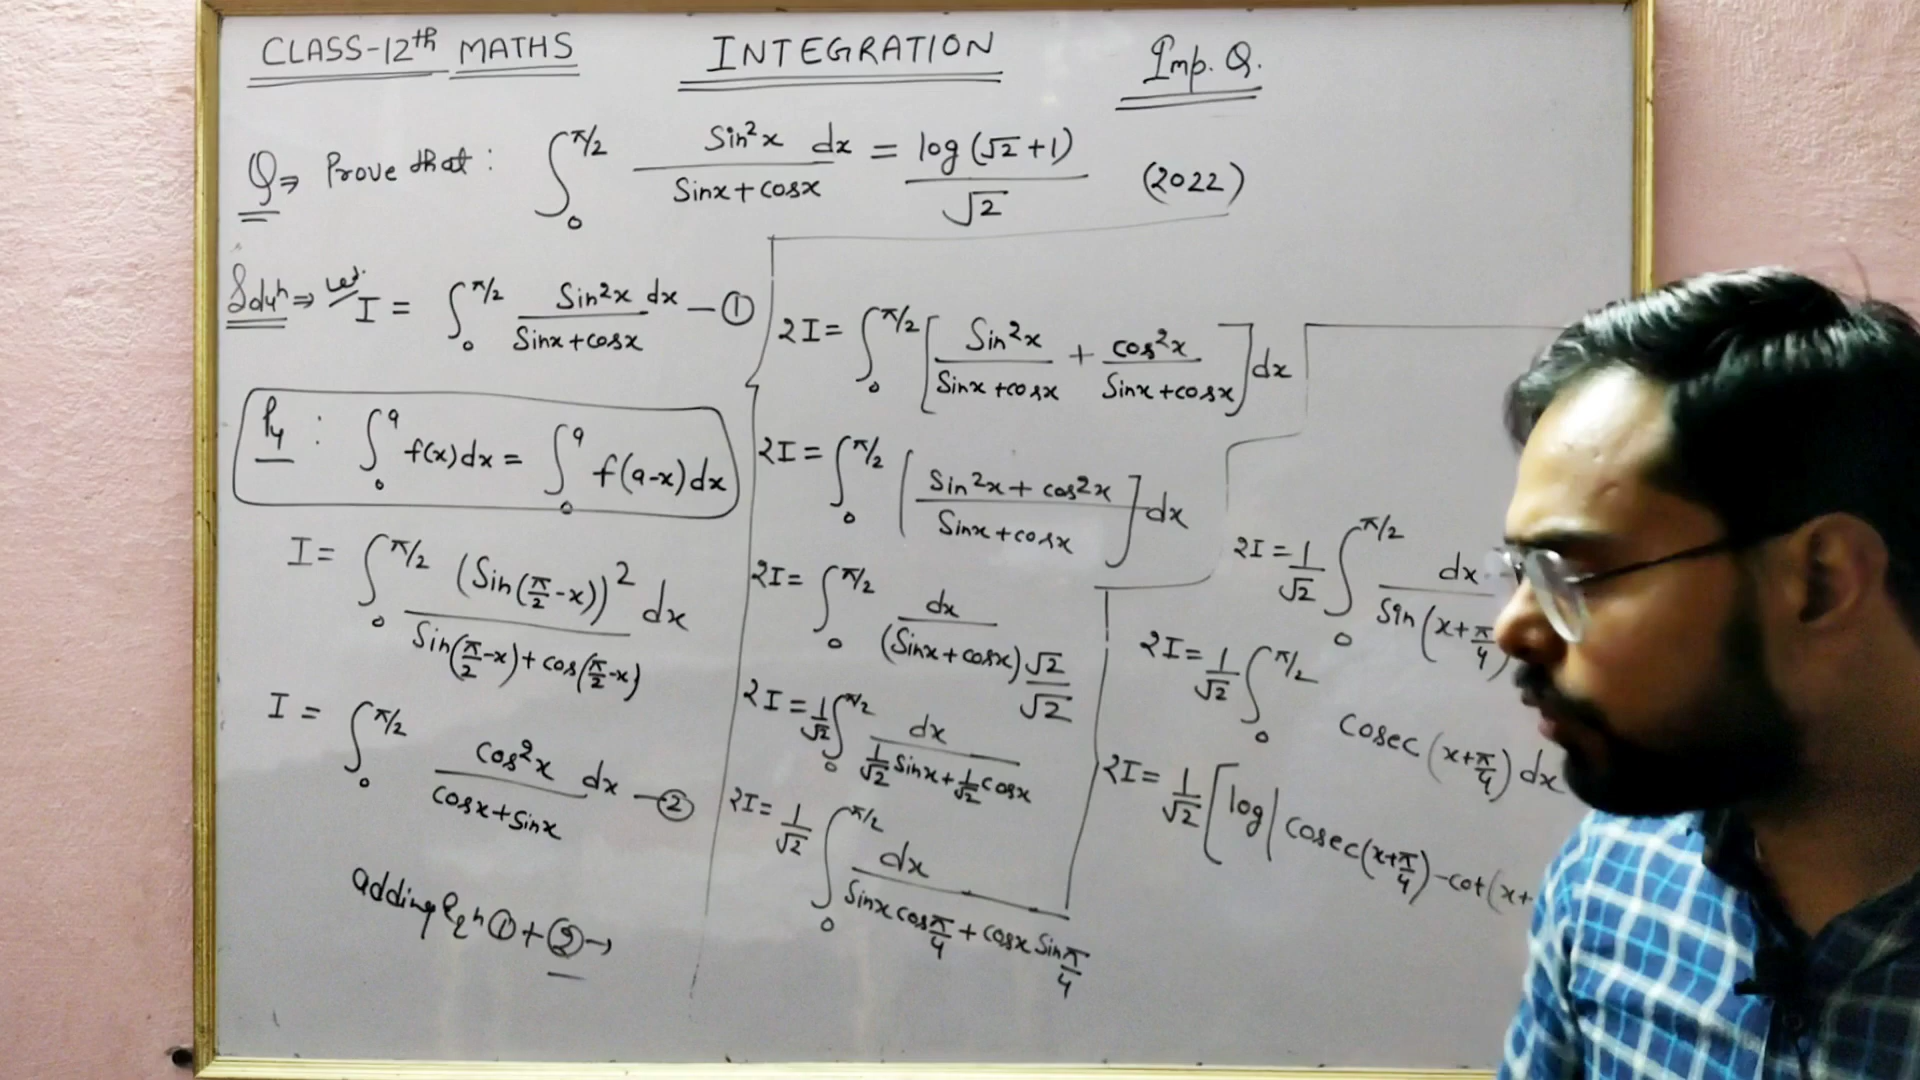 CLASS-12th MATHS
INTEGRATION
Imp. Q.
Q⇒ Prove that : ∫₀^π/2 Sin²x dx / Sinx+cosx = log(√2+1) / √2 (2022)
Solun⇒ let I = ∫₀^π/2 Sin²x dx / Sinx+cosx —①
P4 : ∫₀^a f(x)dx = ∫₀^a f(a-x)dx
I = ∫₀^π/2 (Sin(π/2-x))² dx / Sin(π/2-x)+cos(π/2-x)
I = ∫₀^π/2 cos²x dx / cosx+sinx —②
adding Eqn ①+②→
2I = ∫₀^π/2 [Sin²x / Sinx+cosx + cos²x / Sinx+cosx]dx
2I = ∫₀^π/2 [Sin²x+cos²x / Sinx+cosx]dx
2I = ∫₀^π/2 dx / (Sinx+cosx) √2/√2
2I = 1/√2 ∫₀^π/2 dx / 1/√2 Sinx+1/√2 cosx
2I = 1/√2 ∫₀^π/2 dx / Sinx cosπ/4 + cosx Sinπ/4
2I = 1/√2 ∫₀^π/2 dx / Sin(x+π/4)
2I = 1/√2 ∫₀^π/2 cosec(x+π/4)dx
2I = 1/√2 [log|cosec(x+π/4)-cot(x+